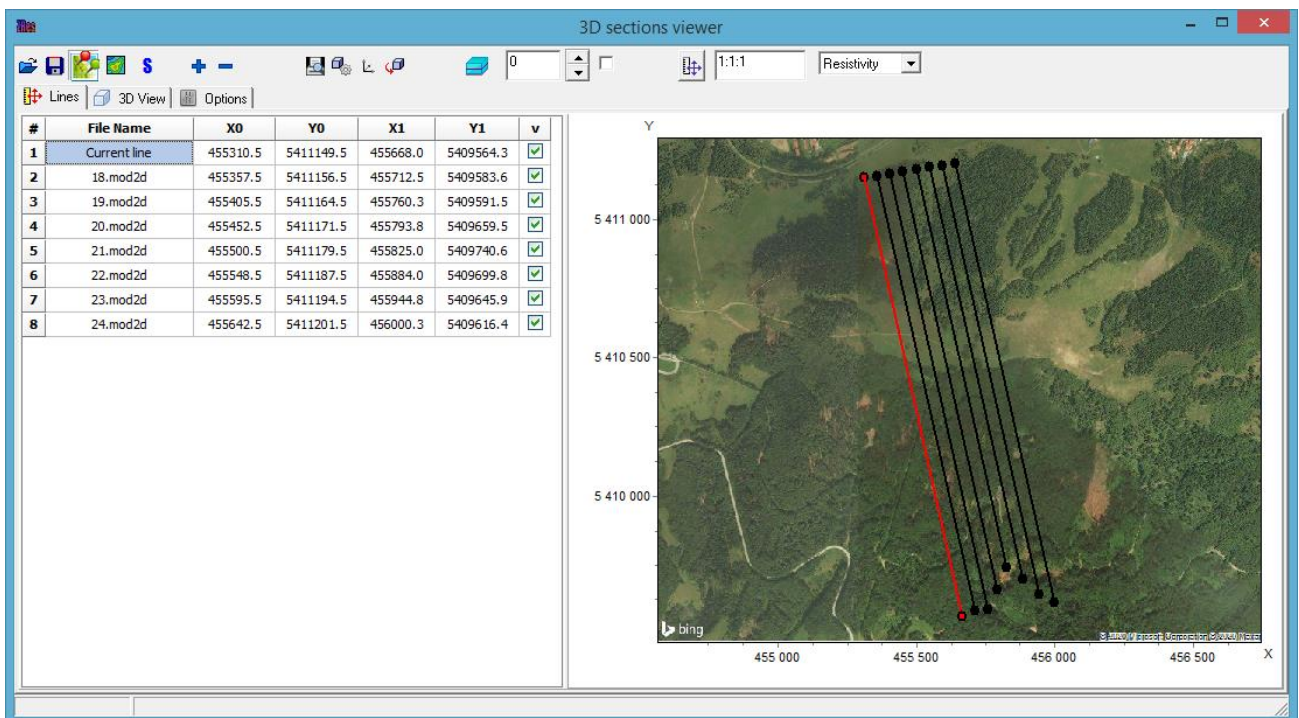 3D sections viewer
S 0 1:1:1 Resistivity
Lines 3D View Options
# File Name X0 Y0 X1 Y1 v
1 Current line 455310.5 5411149.5 455668.0 5409564.3
2 18.mod2d 455357.5 5411156.5 455712.5 5409583.6
3 19.mod2d 455405.5 5411164.5 455760.3 5409591.5
4 20.mod2d 455452.5 5411171.5 455793.8 5409659.5
5 21.mod2d 455500.5 5411179.5 455825.0 5409740.6
6 22.mod2d 455548.5 5411187.5 455884.0 5409699.8
7 23.mod2d 455595.5 5411194.5 455944.8 5409645.9
8 24.mod2d 455642.5 5411201.5 456000.3 5409616.4
Y
5 411 000
5 410 500
5 410 000
bing
455 000 455 500 456 000 456 500 X